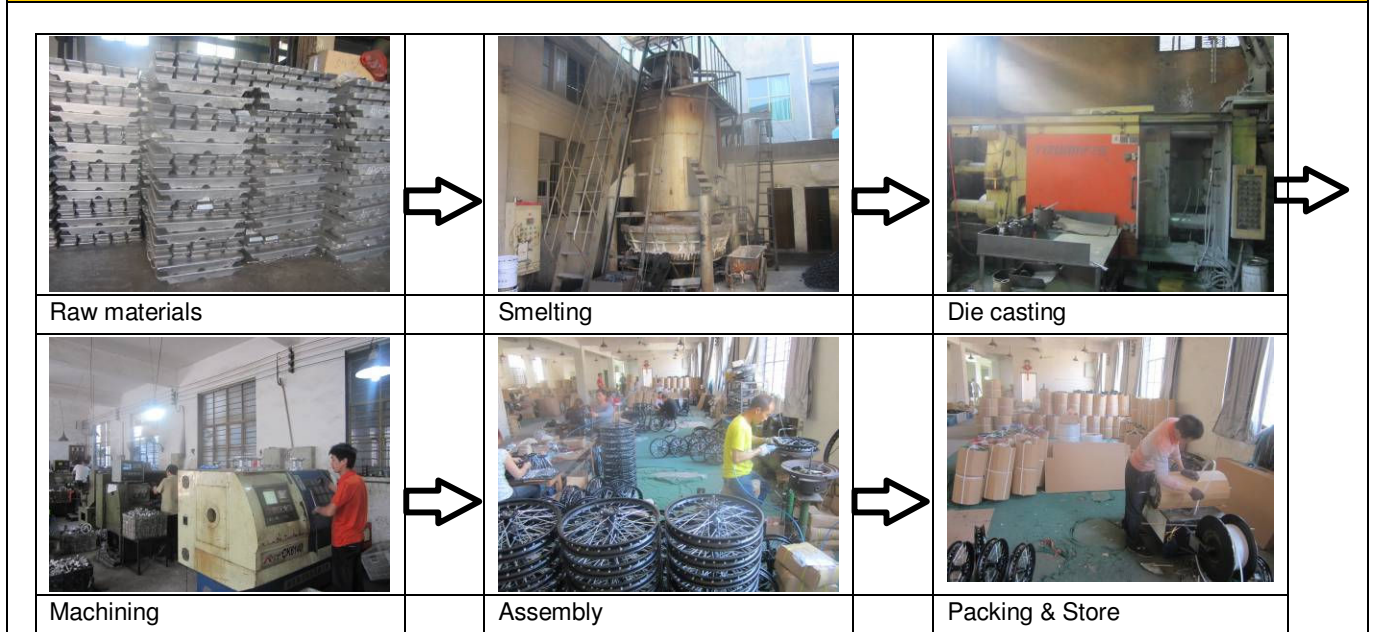 Raw materials
Smelting
Die casting
Machining
Assembly
Packing & Store